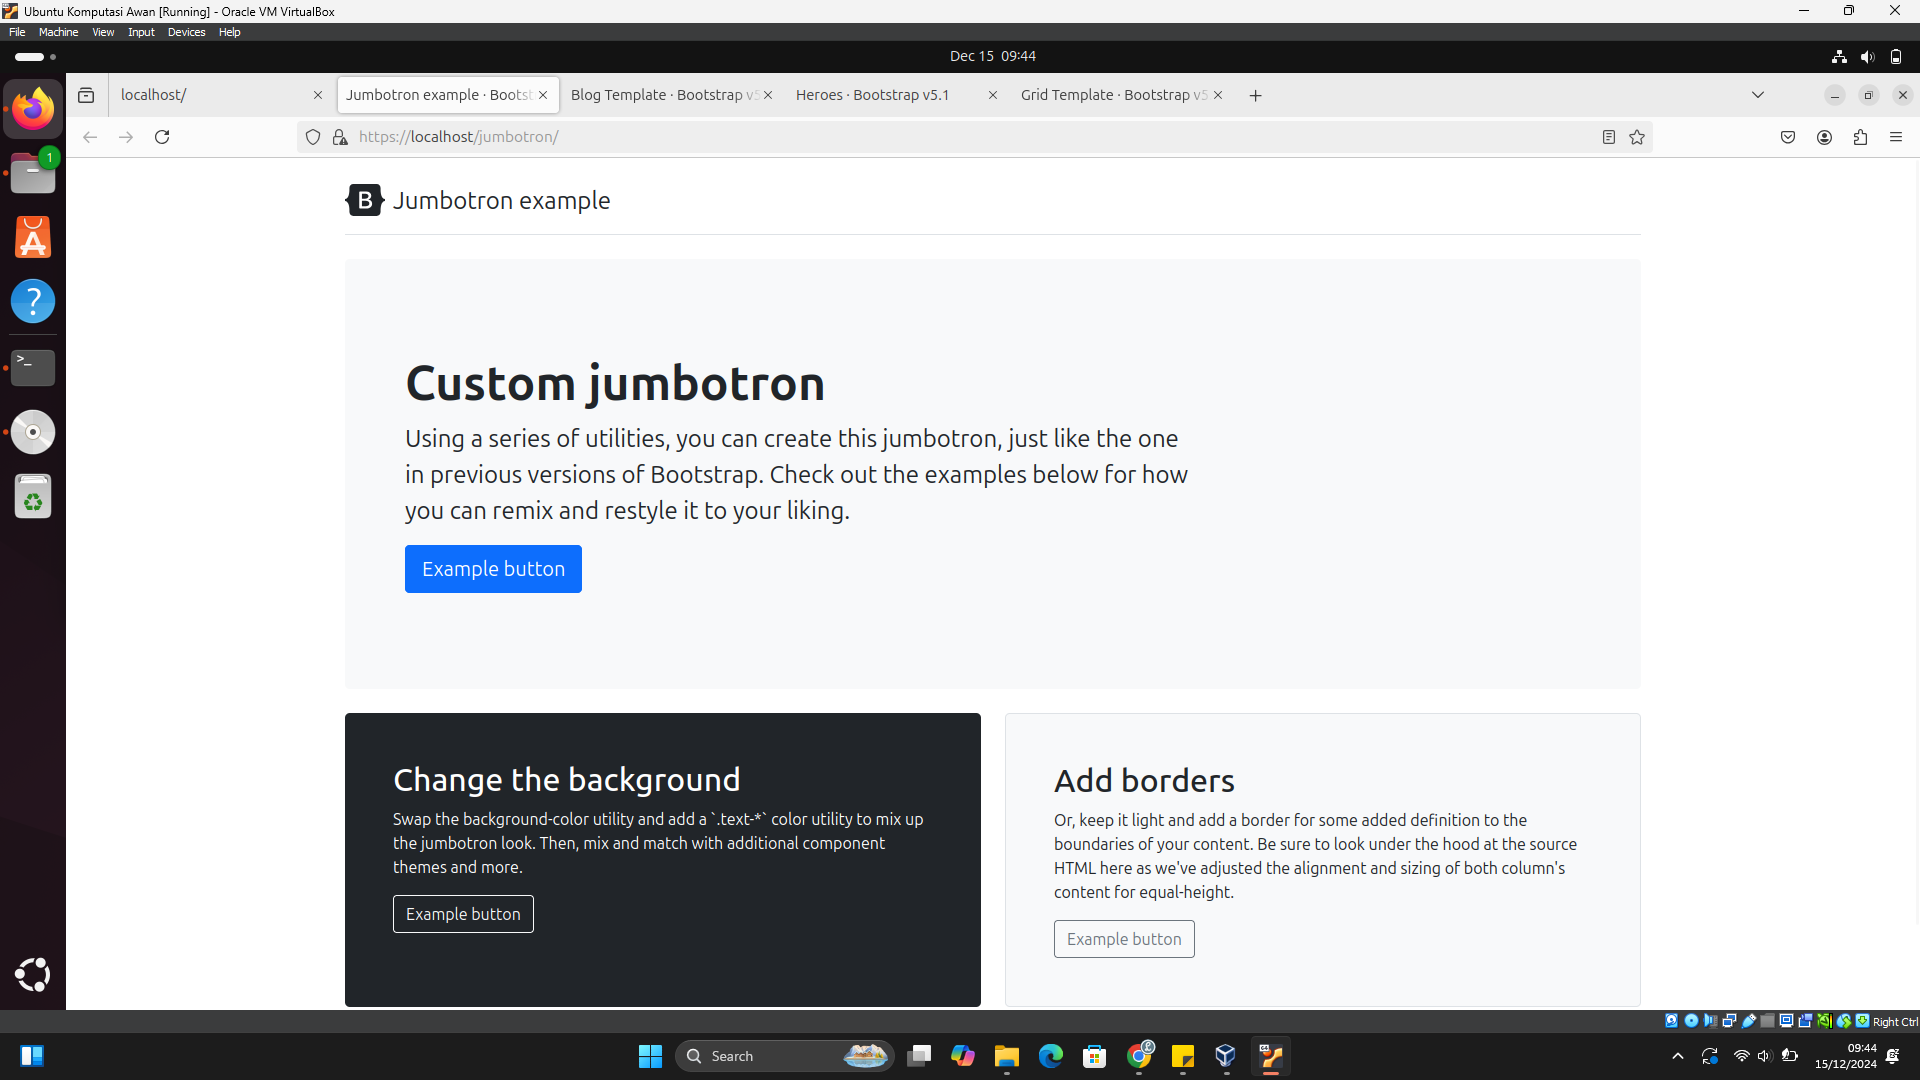 Ubuntu Komputasi Awan [Running] - Oracle VM VirtualBox
File Machine View Input Devices Help
Dec 15 09:44
localhost/
Jumbotron example · Boots
Blog Template · Bootstrap v5
Heroes · Bootstrap v5.1
Grid Template · Bootstrap v5
https://localhost/jumbotron/
1
B Jumbotron example
Custom jumbotron
Using a series of utilities, you can create this jumbotron, just like the one
in previous versions of Bootstrap. Check out the examples below for how
you can remix and restyle it to your liking.
Example button
Change the background
Swap the background-color utility and add a `.text-*` color utility to mix up
the jumbotron look. Then, mix and match with additional component
themes and more.
Example button
Add borders
Or, keep it light and add a border for some added definition to the
boundaries of your content. Be sure to look under the hood at the source
HTML here as we've adjusted the alignment and sizing of both column's
content for equal-height.
Example button
Right Ctrl
Search
09:44
15/12/2024